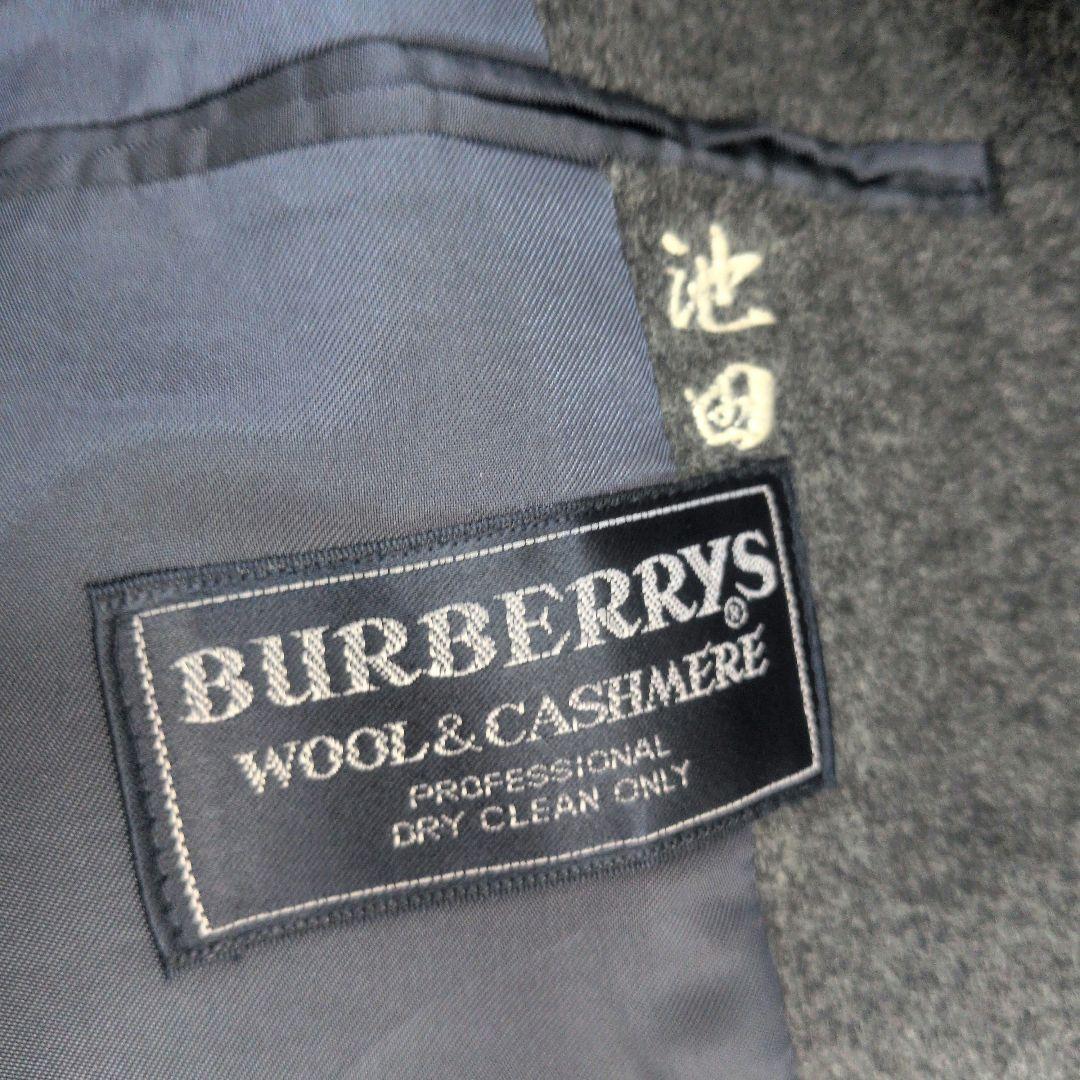 池田
BURBERRYS®
WOOL&CASHMERE
PROFESSIONAL
DRY CLEAN ONLY